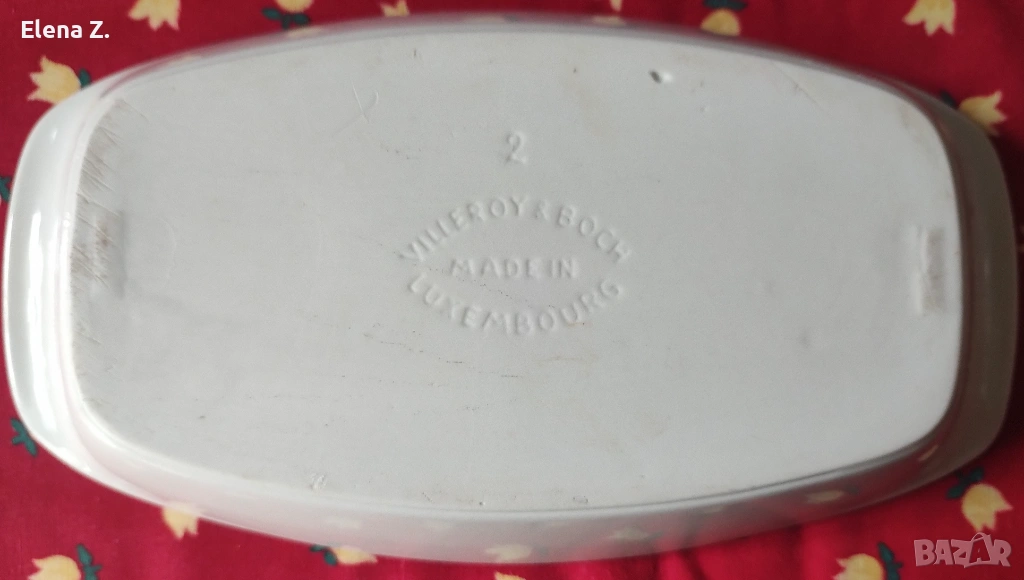 Elena Z.
2
VILLEROY & BOCH
MADE IN
LUXEMBOURG
BAZAR